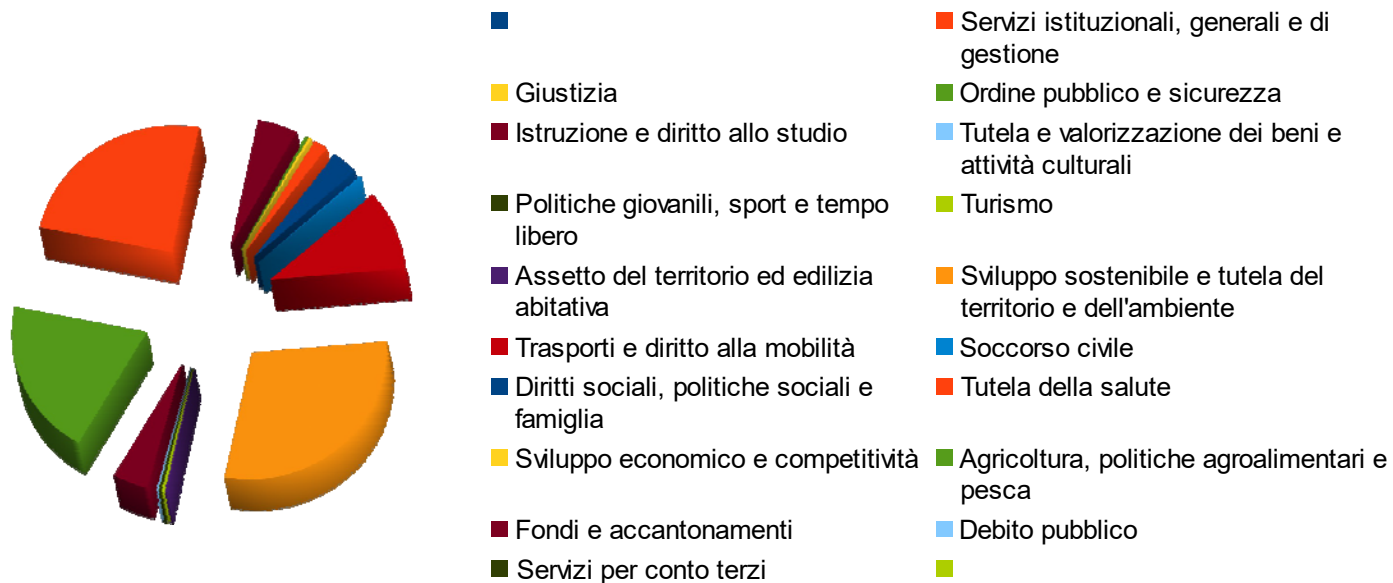 Servizi istituzionali, generali e di
gestione
Giustizia
Ordine pubblico e sicurezza
Istruzione e diritto allo studio
Tutela e valorizzazione dei beni e
attività culturali
Politiche giovanili, sport e tempo
libero
Turismo
Assetto del territorio ed edilizia
abitativa
Sviluppo sostenibile e tutela del
territorio e dell'ambiente
Trasporti e diritto alla mobilità
Soccorso civile
Diritti sociali, politiche sociali e
famiglia
Tutela della salute
Sviluppo economico e competitività
Agricoltura, politiche agroalimentari e
pesca
Fondi e accantonamenti
Debito pubblico
Servizi per conto terzi